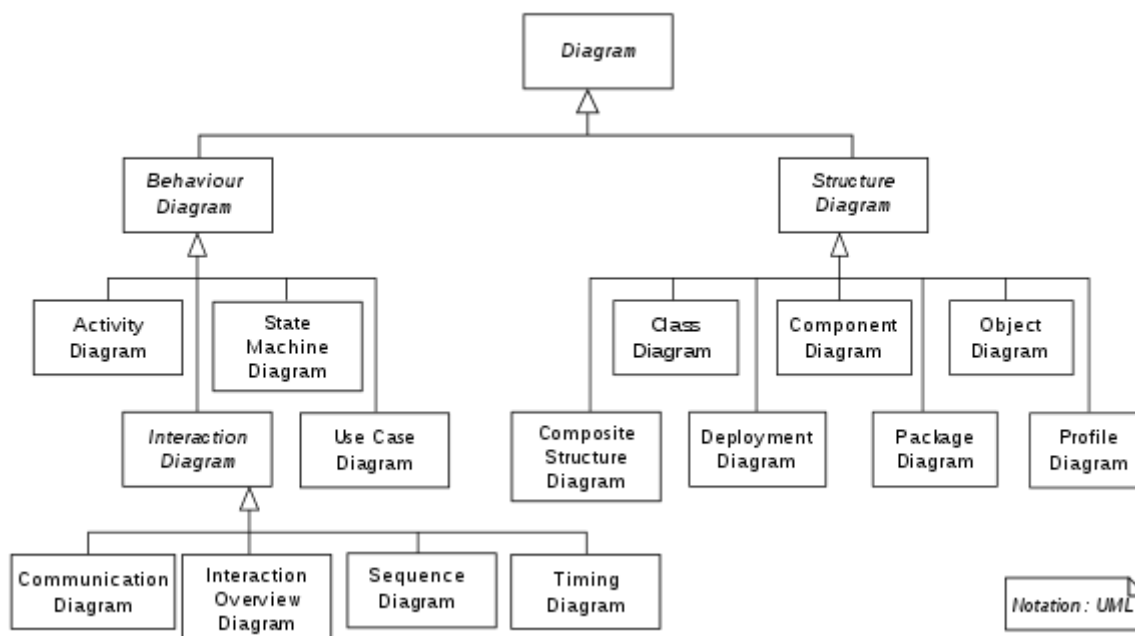 Diagram
Behaviour
Diagram
Structure
Diagram
Activity
Diagram
State
Machine
Diagram
Class
Diagram
Component
Diagram
Object
Diagram
Interaction
Diagram
Use Case
Diagram
Composite
Structure
Diagram
Deployment
Diagram
Package
Diagram
Profile
Diagram
Communication
Diagram
Interaction
Overview
Diagram
Sequence
Diagram
Timing
Diagram
Notation : UML